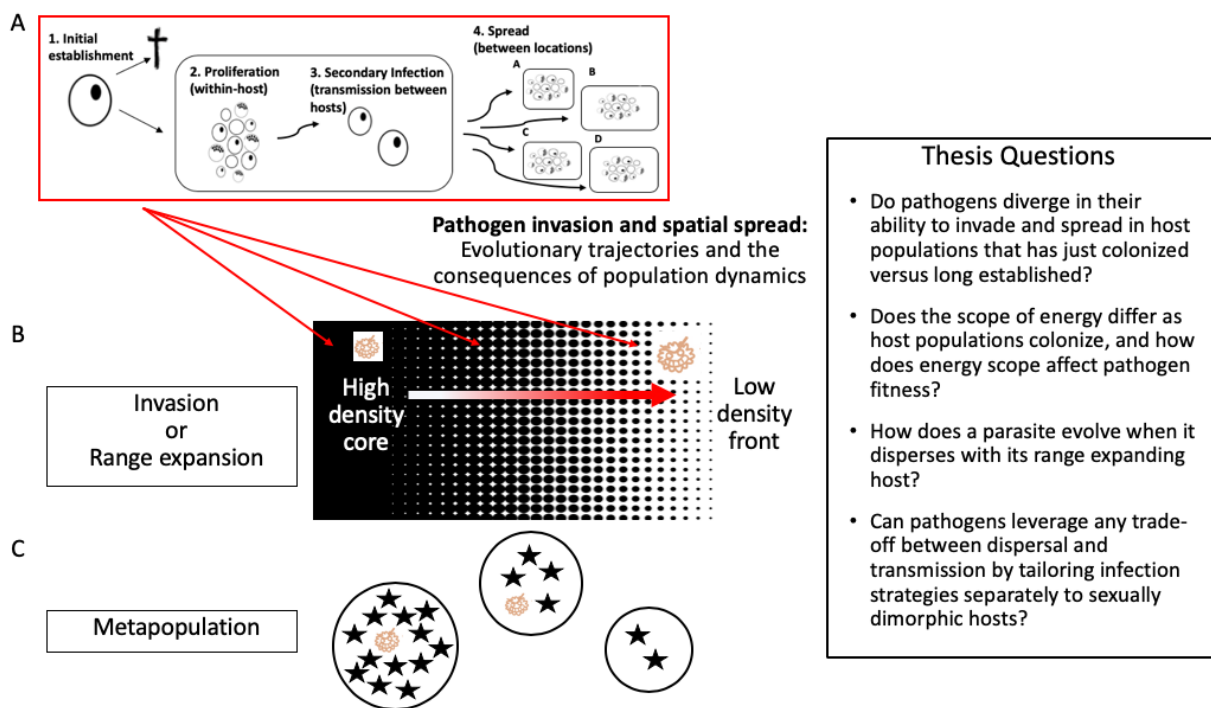 A
1. Initial
establishment
2. Proliferation
(within-host)
3. Secondary Infection
(transmission between
hosts)
4. Spread
(between locations)
A
B
C
D
Pathogen invasion and spatial spread:
Evolutionary trajectories and the
consequences of population dynamics
B
Invasion
or
Range expansion
High
density
core
Low
density
front
C
Metapopulation
Thesis Questions
• Do pathogens diverge in their
ability to invade and spread in host
populations that has just colonized
versus long established?
• Does the scope of energy differ as
host populations colonize, and how
does energy scope affect pathogen
fitness?
• How does a parasite evolve when it
disperses with its range expanding
host?
• Can pathogens leverage any trade-
off between dispersal and
transmission by tailoring infection
strategies separately to sexually
dimorphic hosts?